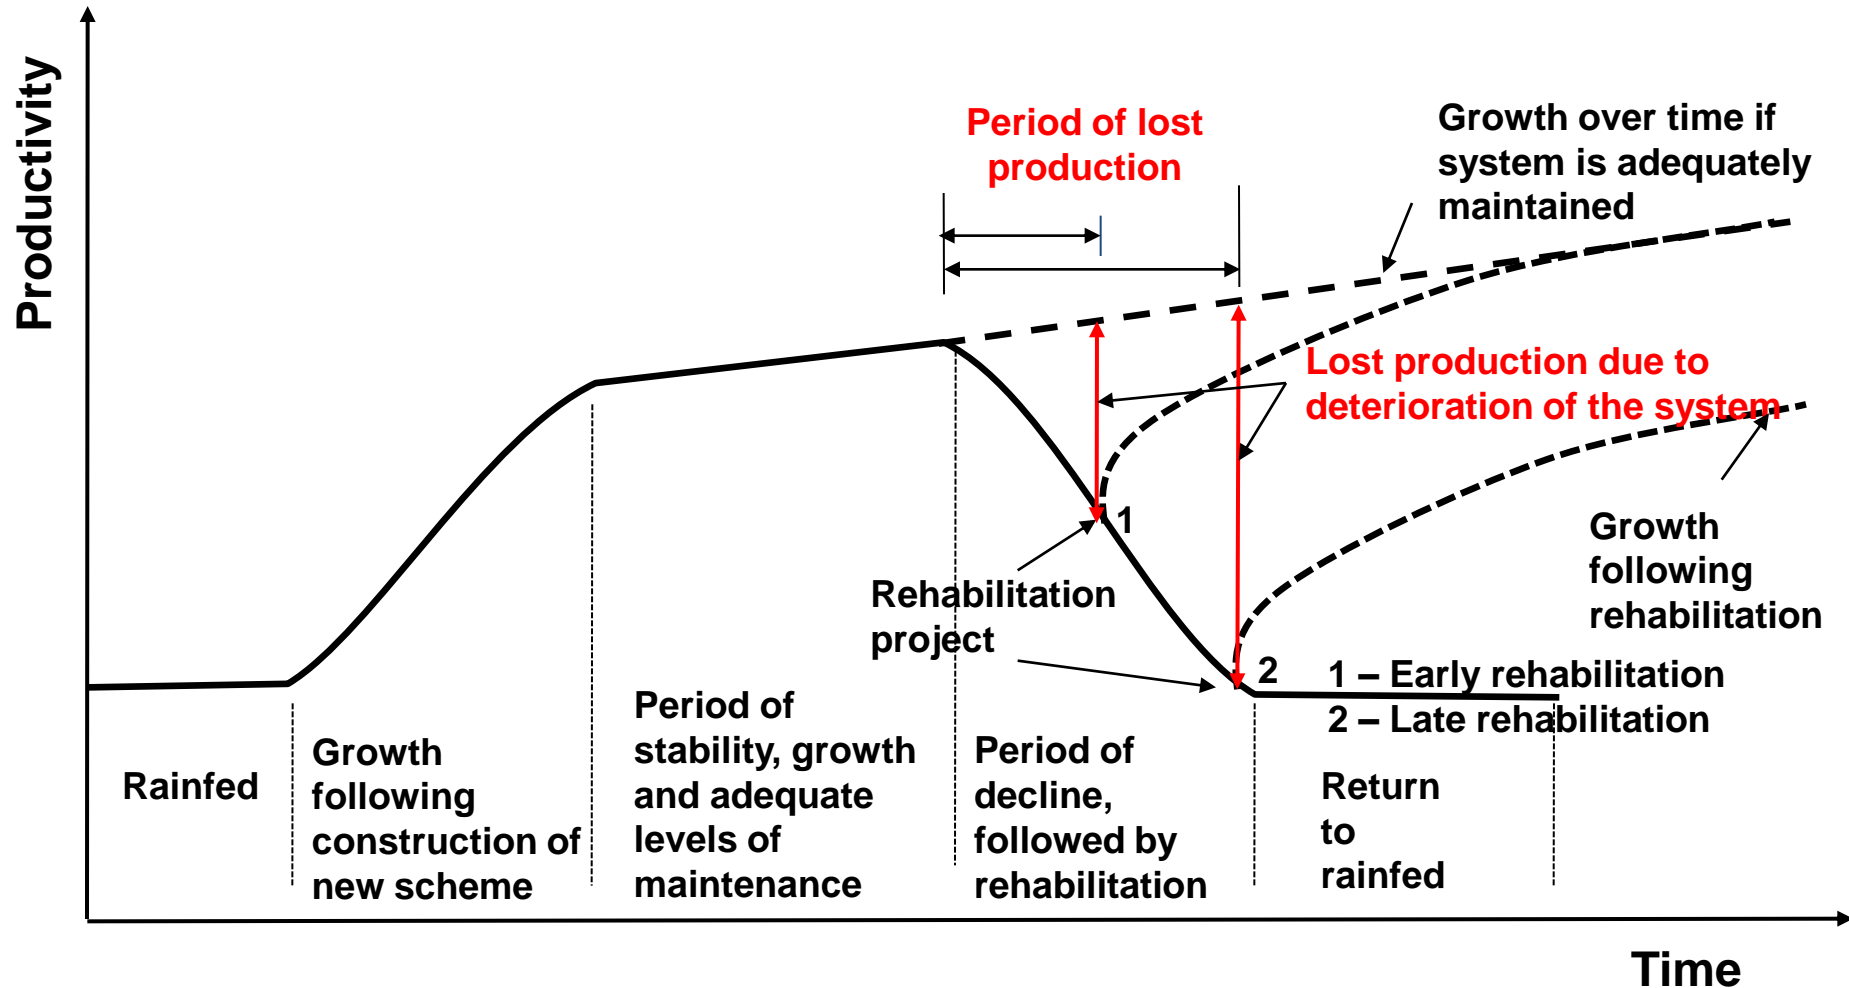 Productivity
Period of lost
production
Growth over time if
system is adequately
maintained
Lost production due to
deterioration of the system
1
Growth
following
rehabilitation
Rehabilitation
project
2
1 – Early rehabilitation
2 – Late rehabilitation
Rainfed
Growth
following
construction of
new scheme
Period of
stability, growth
and adequate
levels of
maintenance
Period of
decline,
followed by
rehabilitation
Return
to
rainfed
Time